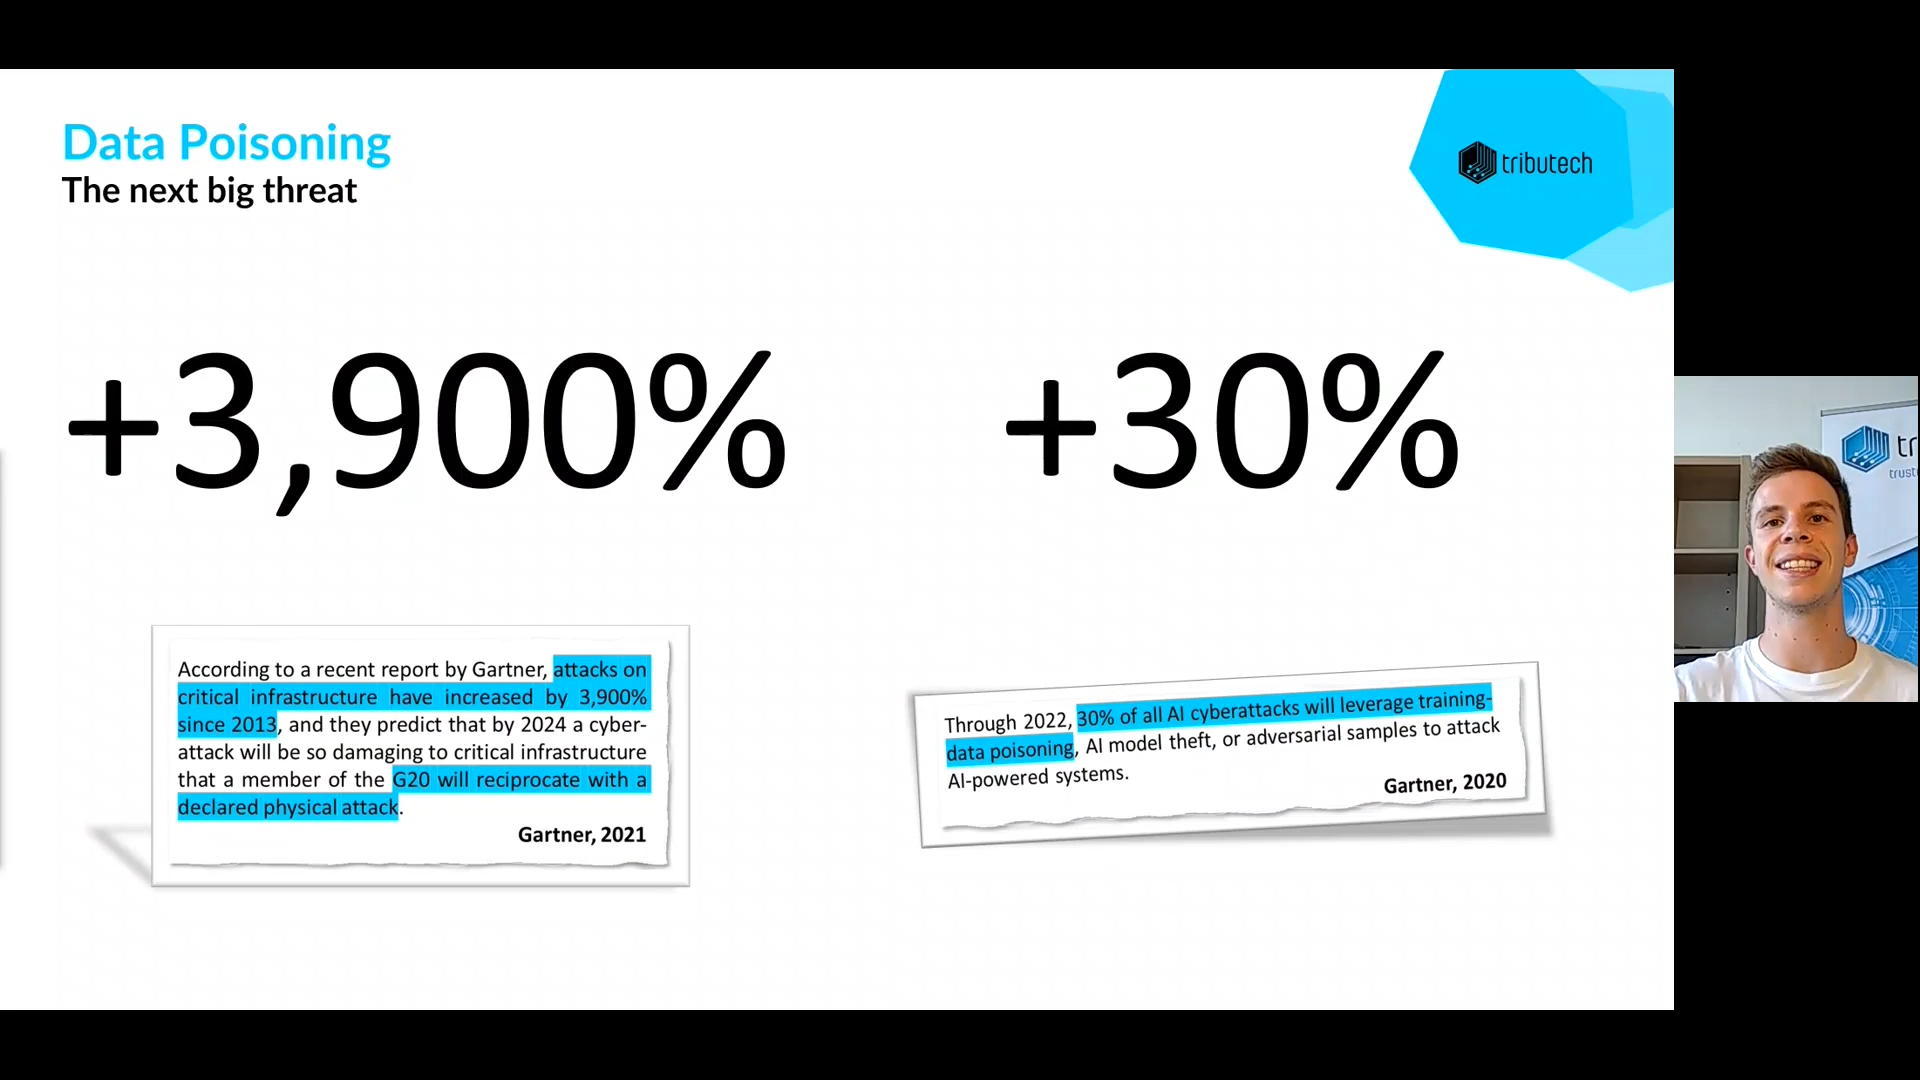 Data Poisoning
The next big threat
tributech
+3,900%
+30%
According to a recent report by Gartner, attacks on
critical infrastructure have increased by 3,900%
since 2013, and they predict that by 2024 a cyber-
attack will be so damaging to critical infrastructure
that a member of the G20 will reciprocate with a
declared physical attack.
Gartner, 2021
Through 2022, 30% of all AI cyberattacks will leverage training-
data poisoning, AI model theft, or adversarial samples to attack
AI-powered systems.
Gartner, 2020
tr
trust